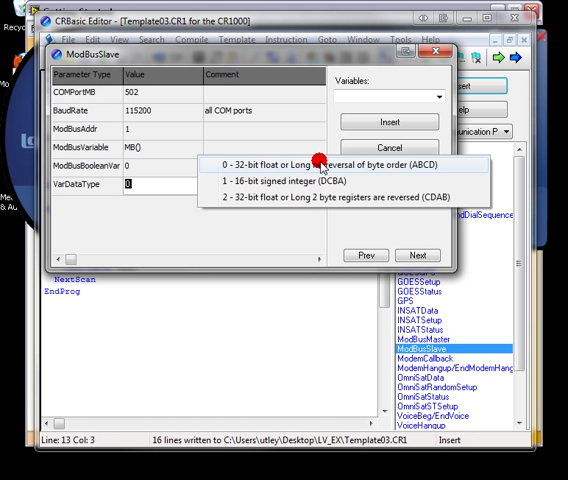 CRBasic Editor - [Template03.CR1 for the CR1000]
File Edit View Search Compile Template Instruction Goto Window Tools Help
ModBusSlave
Parameter Type Value Comment
COMPortMB 502
BaudRate 115200 all COM ports
ModBusAddr 1
ModBusVariable MB()
ModBusBooleanVar 0
VarDataType 0
Variables:
Insert
Cancel
0 - 32-bit float or Long reversal of byte order (ABCD)
1 - 16-bit signed integer (DCBA)
2 - 32-bit float or Long 2 byte registers are reversed (CDAB)
Prev Next
NextScan
EndProg
GOESSetup
GOESStatus
GPS
INSATData
INSATSetup
INSATStatus
ModBusMaster
ModBusSlave
ModemCallback
ModemHangup/EndModemHang
OmniSatData
OmniSatRandomSetup
OmniSatStatus
OmniSatSTSetup
VoiceBeg/EndVoice
VoiceHangup
Line: 13 Col: 3 16 lines written to C:\Users\utley\Desktop\LV_EX\Template03.CR1 Insert